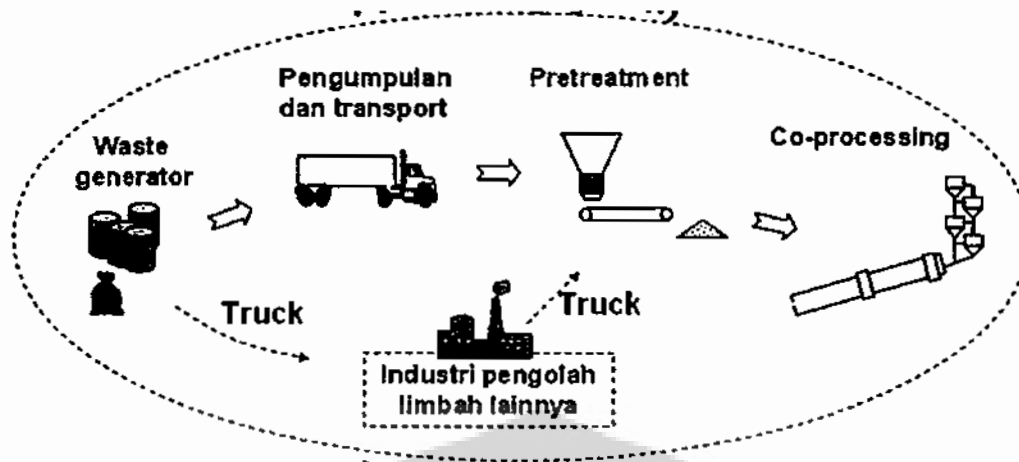 Pengumpulan
dan transport
Pretreatment
Co-processing
Waste
generator
Truck
Truck
Industri pengolah
limbah lainnya